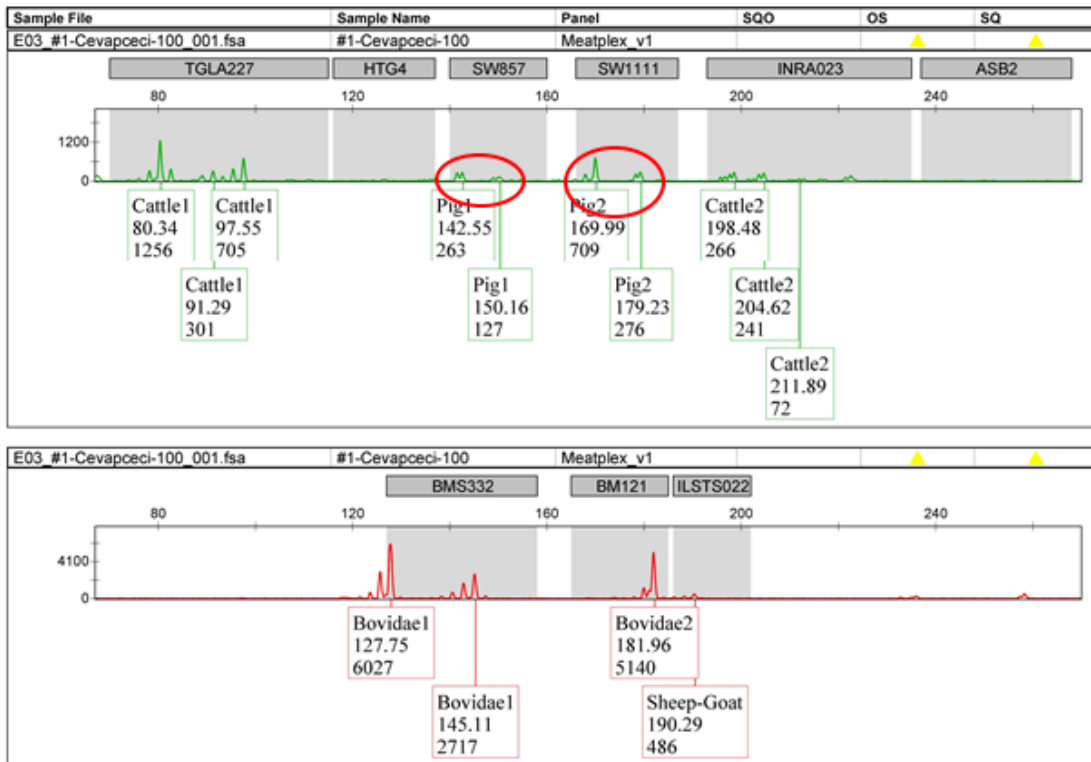 Sample File Sample Name Panel SQO OS SQ
E03_#1-Cevapceci-100_001.fsa #1-Cevapceci-100 Meatplex_v1
TGLA227 HTG4 SW857 SW1111 INRA023 ASB2
80 120 160 200 240
1200
0
Cattle1 Cattle1 Pig1 Pig2 Cattle2
80.34 97.55 142.55 169.99 198.48
1256 705 263 709 266
Cattle1 Pig1 Pig2 Cattle2
91.29 150.16 179.23 204.62
301 127 276 241
Cattle2
211.89
72
E03_#1-Cevapceci-100_001.fsa #1-Cevapceci-100 Meatplex_v1
BMS332 BM121 ILSTS022
80 120 160 200 240
4100
0
Bovidae1 Bovidae2
127.75 181.96
6027 5140
Bovidae1 Sheep-Goat
145.11 190.29
2717 486